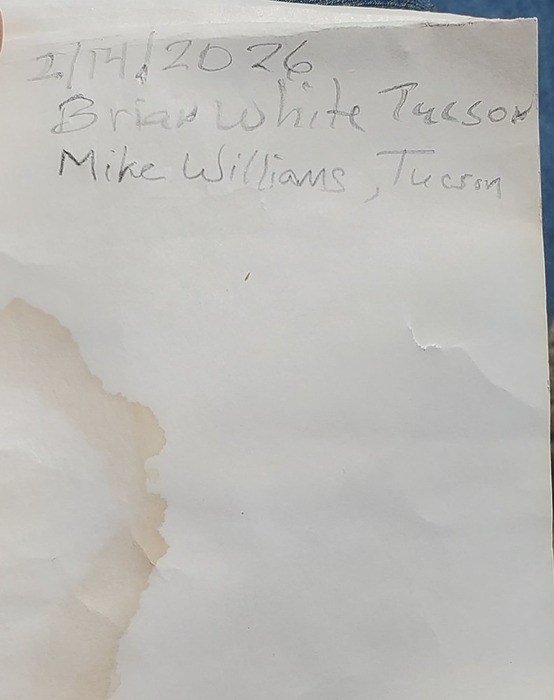 2/14/2026
Brian White Tucson
Mike Williams, Tucson